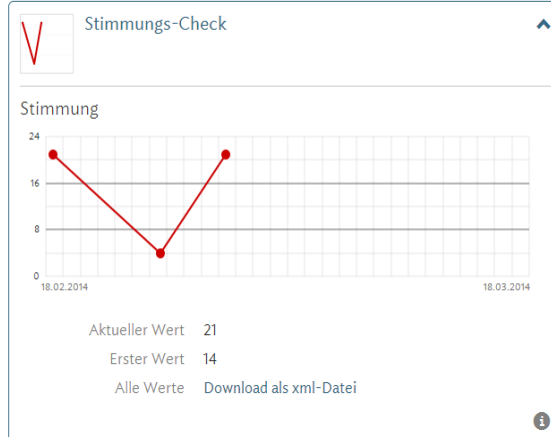 Stimmungs-Check
Stimmung
24
16
8
0
18.02.2014 18.03.2014
Aktueller Wert 21
Erster Wert 14
Alle Werte Download als xml-Datei
i